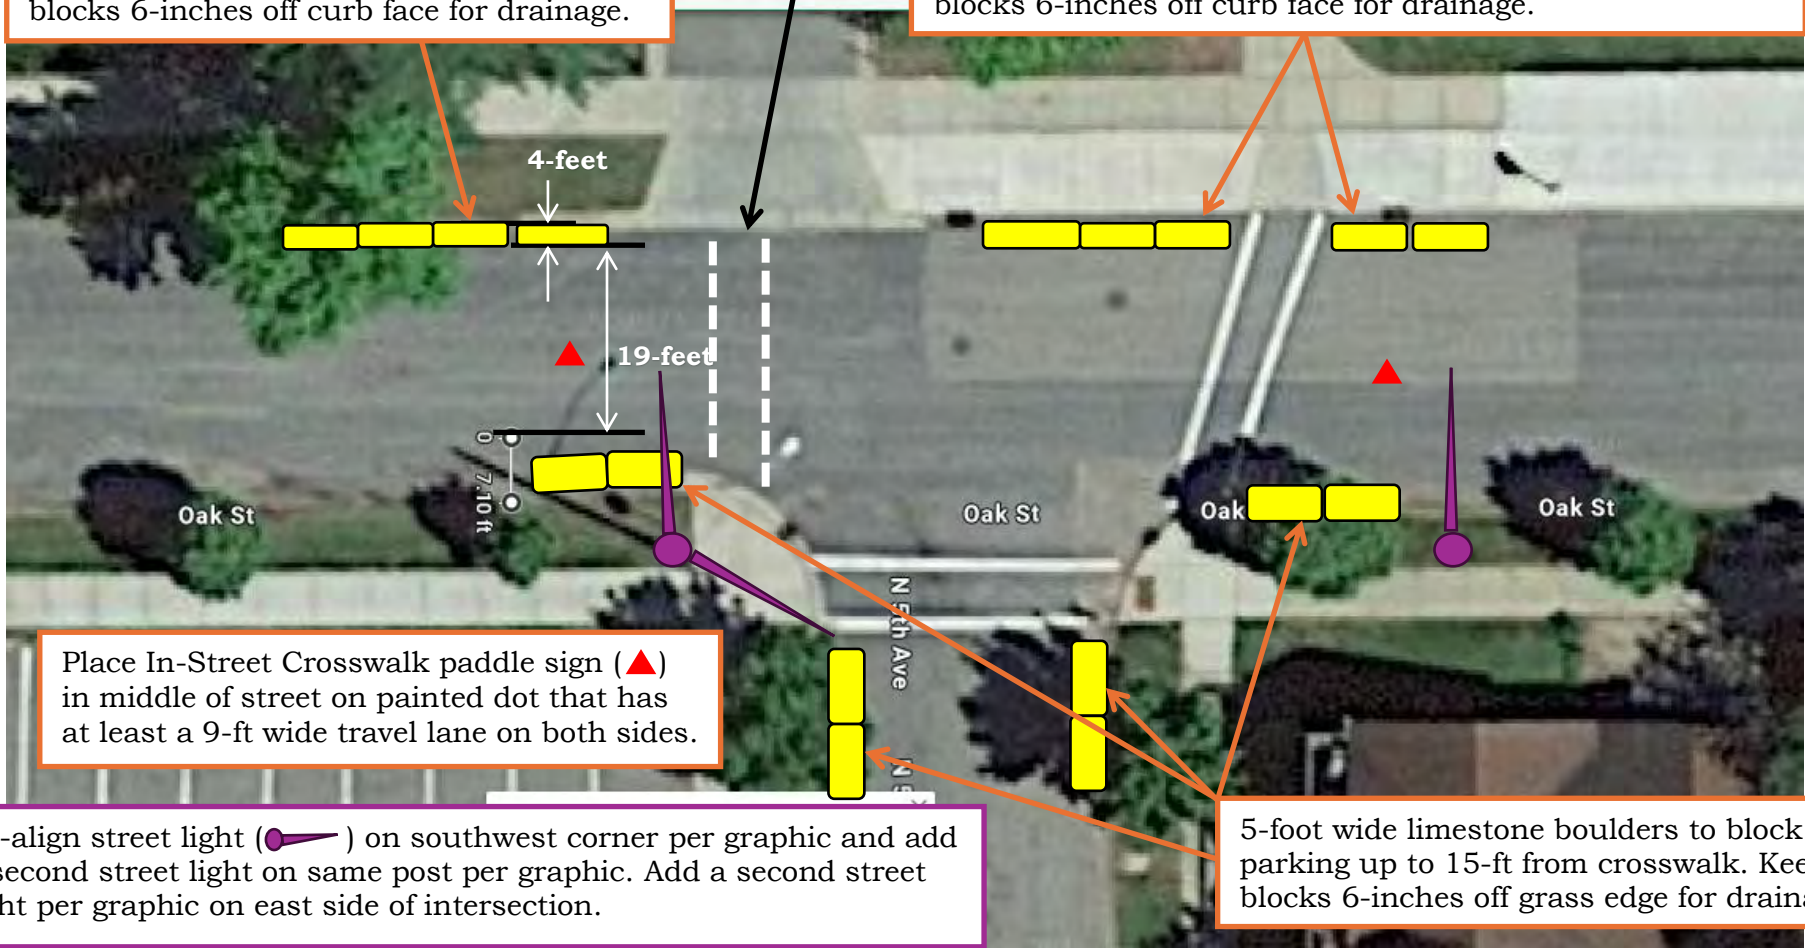 blocks 6-inches off curb face for drainage.
blocks 6-inches off curb face for drainage.
4-feet
19-feet
0
7.10 ft
Oak St
Oak St
Oak
Oak St
N 5th Ave
N 5
Place In-Street Crosswalk paddle sign ( )
in middle of street on painted dot that has
at least a 9-ft wide travel lane on both sides.
-align street light ( ) on southwest corner per graphic and add
second street light on same post per graphic. Add a second street
ht per graphic on east side of intersection.
5-foot wide limestone boulders to block
parking up to 15-ft from crosswalk. Kee
blocks 6-inches off grass edge for draina